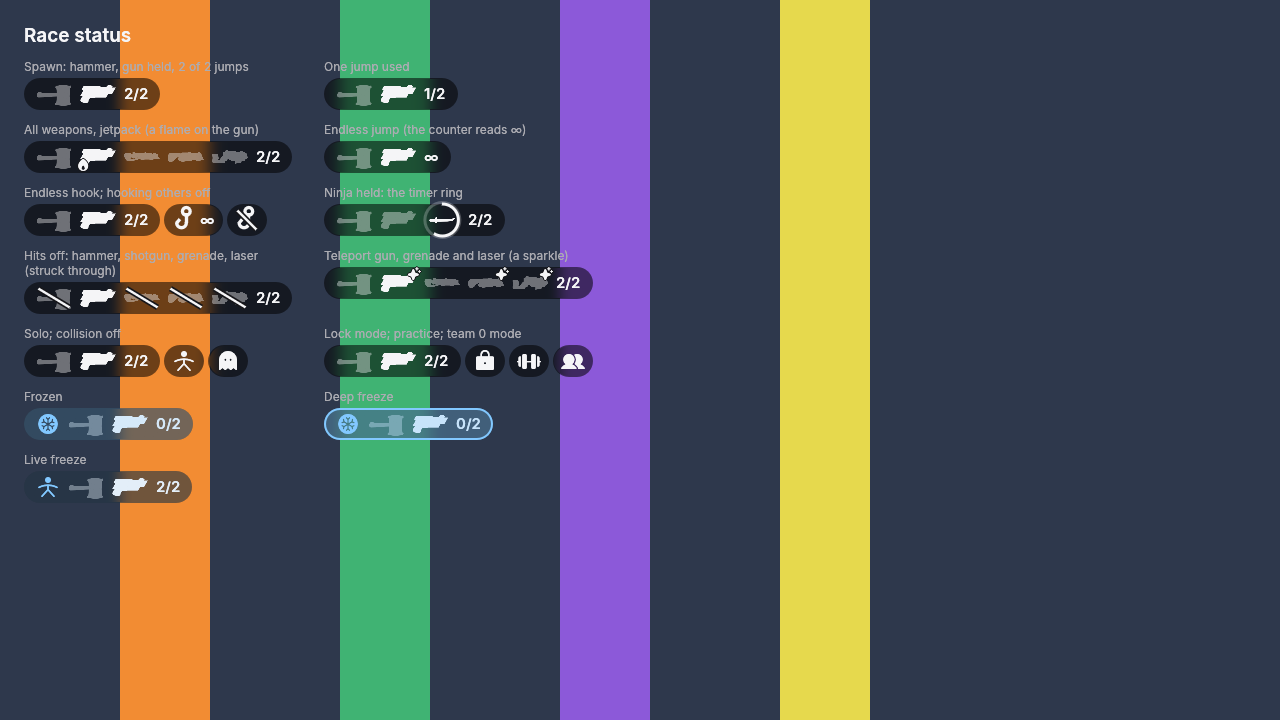 Race status
Spawn: hammer, gun held, 2 of 2 jumps
2/2
One jump used
1/2
All weapons, jetpack (a flame on the gun)
2/2
Endless jump (the counter reads ∞)
∞
Endless hook; hooking others off
2/2
∞
Ninja held: the timer ring
2/2
Hits off: hammer, shotgun, grenade, laser
(struck through)
2/2
Teleport gun, grenade and laser (a sparkle)
2/2
Solo; collision off
2/2
Lock mode; practice; team 0 mode
2/2
Frozen
0/2
Deep freeze
0/2
Live freeze
2/2